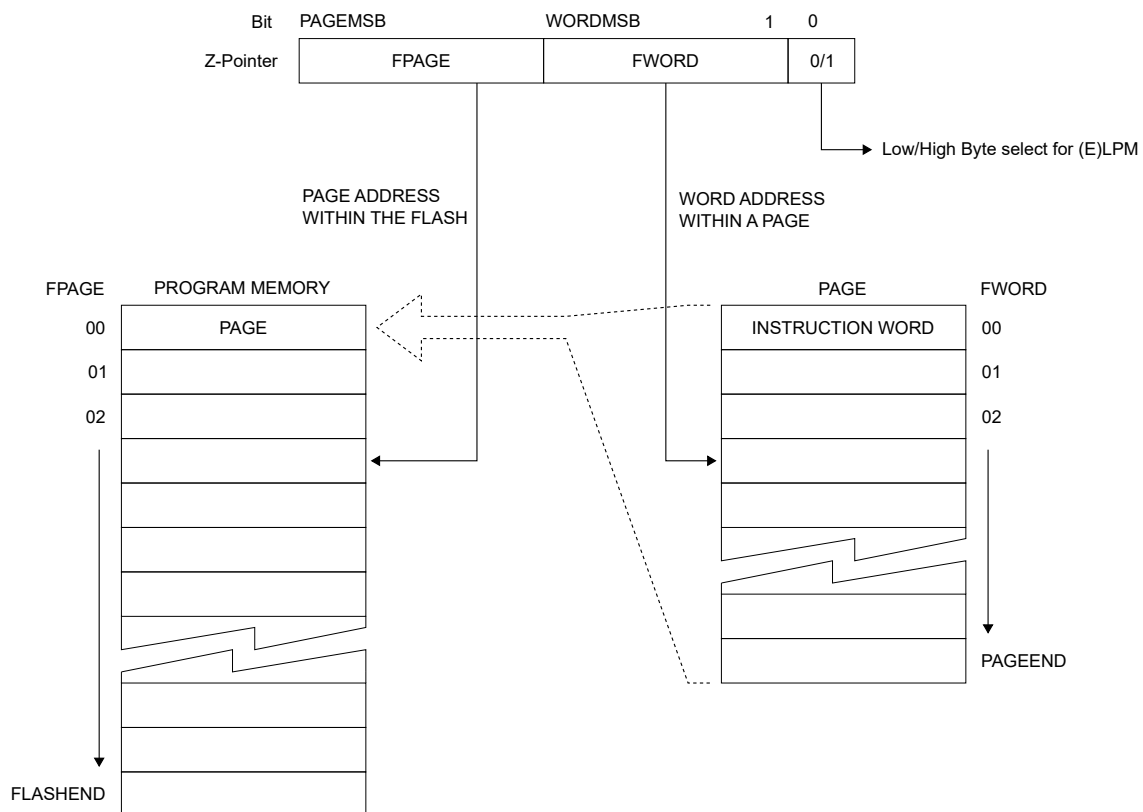 Bit PAGEMSB WORDMSB 1 0
Z-Pointer FPAGE FWORD 0/1
Low/High Byte select for (E)LPM
PAGE ADDRESS
WITHIN THE FLASH
WORD ADDRESS
WITHIN A PAGE
FPAGE PROGRAM MEMORY PAGE FWORD
00 PAGE INSTRUCTION WORD 00
01 01
02 02
PAGEEND
FLASHEND